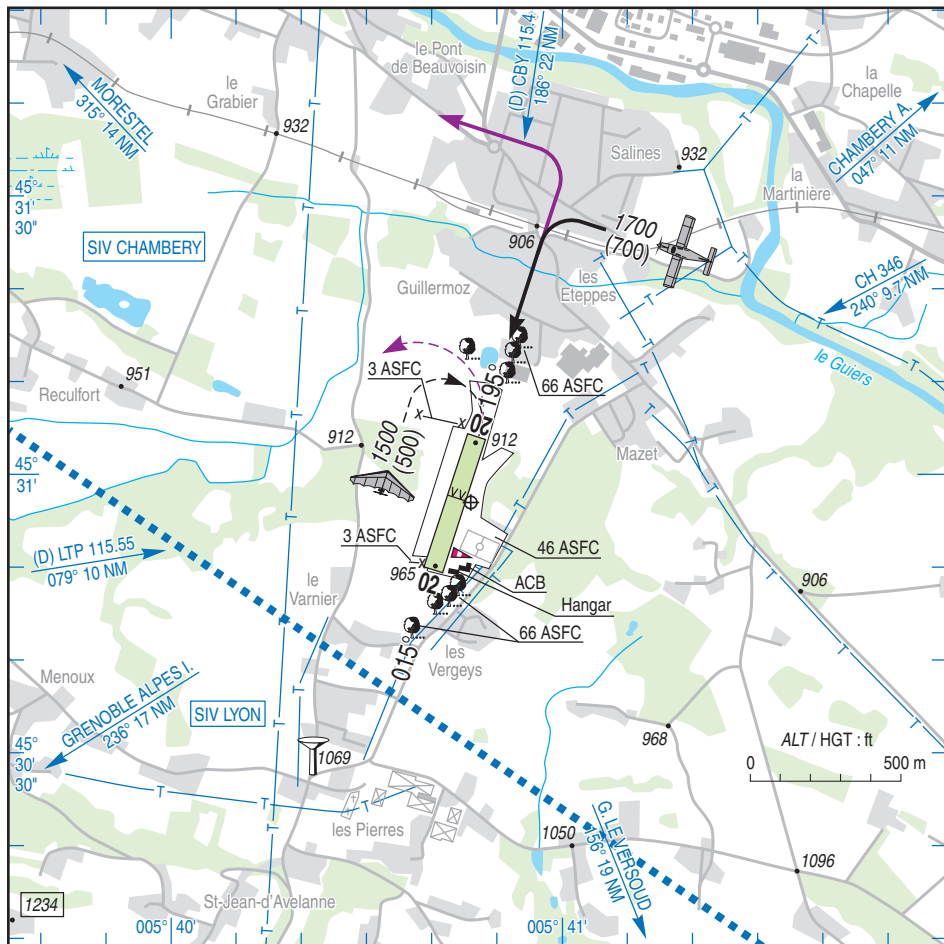 le Pont
de Beauvoisin
(D) CBY 115.4
186° 22 NM
la
Chapelle
MORESTEL
315° 14 NM
le
Grabier
932
Salines
932
CHAMBERY A.
047° 11 NM
la
Martinière
45°
31'
30"
SIV CHAMBERY
906
1700
(700)
Guillermoz
les
Eteppes
CH 346
240° 9.7 NM
le Guiers
3 ASFC
66 ASFC
951
Reculfort
195°
20
912
912
1500
(500)
Mazet
45°
31'
VV
(D) LTP 115.55
079° 10 NM
3 ASFC
46 ASFC
965
02
ACB
Hangar
906
le
Varnier
66 ASFC
015°
les
Vergeys
Menoux
GRENOBLE ALPES I.
236° 17 NM
SIV LYON
968
ALT / HGT : ft
0
500 m
45°
30'
30"
1069
les Pierres
G. LE VERSOUD
156° 19 NM
1050
1096
1234
St-Jean-d'Avelanne
005° 40'
005° 41'